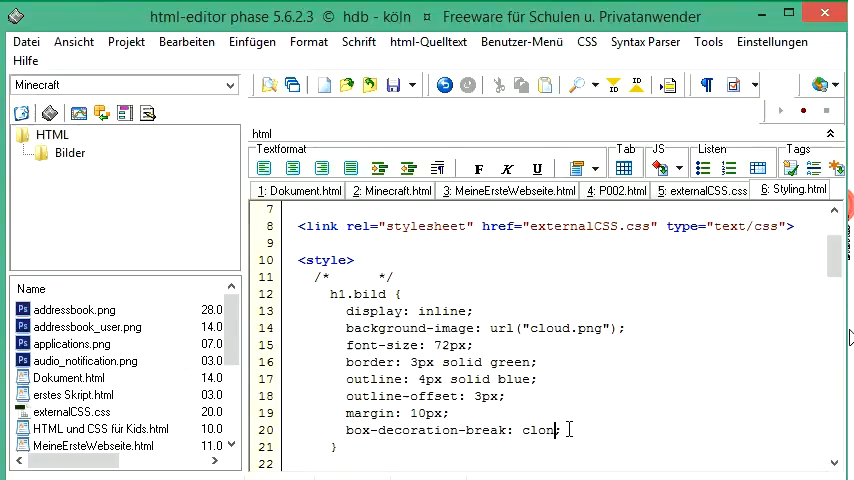 html-editor phase 5.6.2.3 © hdb - köln ¤ Freeware für Schulen u. Privatanwender
Datei Ansicht Projekt Bearbeiten Einfügen Format Schrift html-Quelltext Benutzer-Menü CSS Syntax Parser Tools Einstellungen
Hilfe
Minecraft
HTML
Bilder
html
Textformat Tab JS Listen Tags
F K U
1: Dokument.html 2: Minecraft.html 3: MeineErsteWebseite.html 4: P002.html 5: externalCSS.css 6: Styling.html
Name
addressbook.png 28.0
addressbook_user.png 14.0
applications.png 04.0
audio_notification.png 03.0
Dokument.html 14.0
erstes Skript.html 14.0
externalCSS.css 20.0
HTML und CSS für Kids.html 10.0
MeineErsteWebseite.html 11.0
7
8 <link rel="stylesheet" href="externalCSS.css" type="text/css">
9
10 <style>
11 /* */
12 h1.bild {
13 display: inline;
14 background-image: url("cloud.png");
15 font-size: 72px;
16 border: 3px solid green;
17 outline: 4px solid blue;
18 outline-offset: 3px;
19 margin: 10px;
20 box-decoration-break: clon;
21 }
22